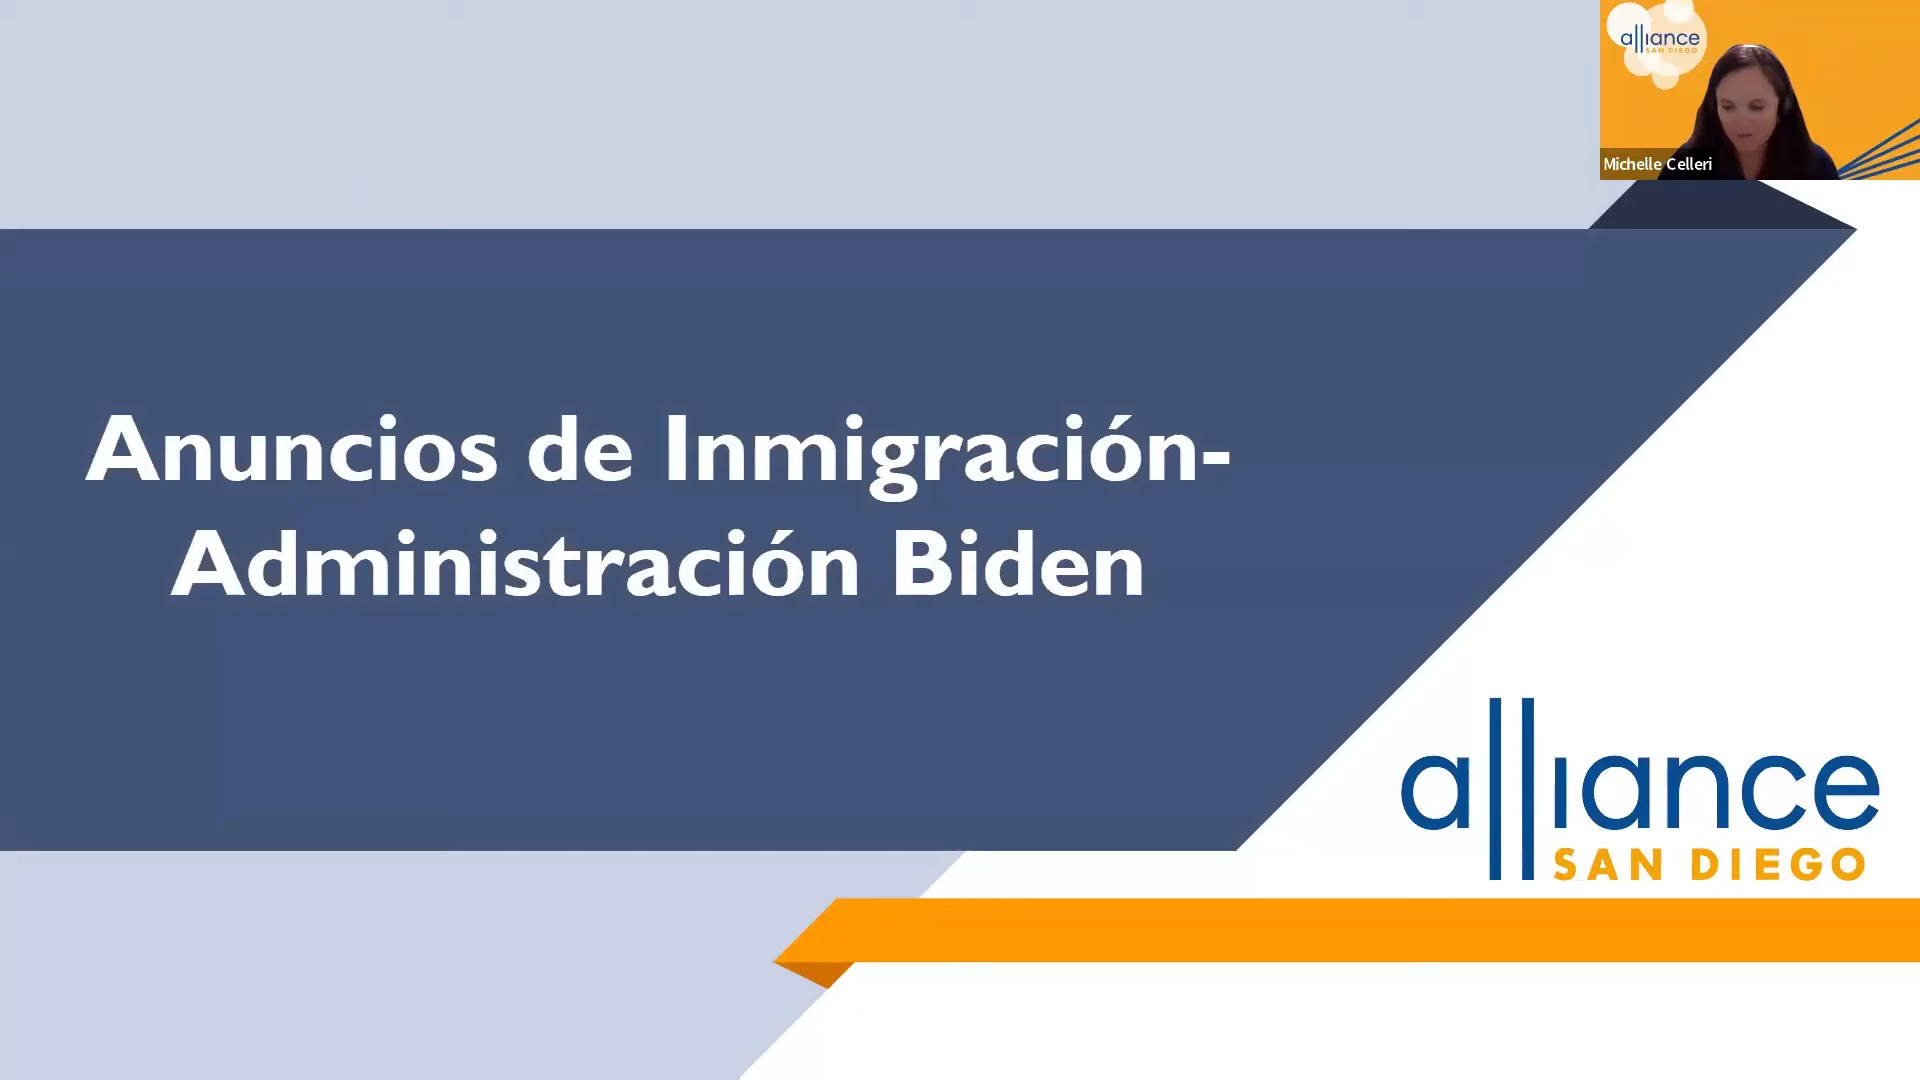 alliance
SAN DIEGO
Michelle Celleri
Anuncios de Inmigración-
Administración Biden
alliance
SAN DIEGO